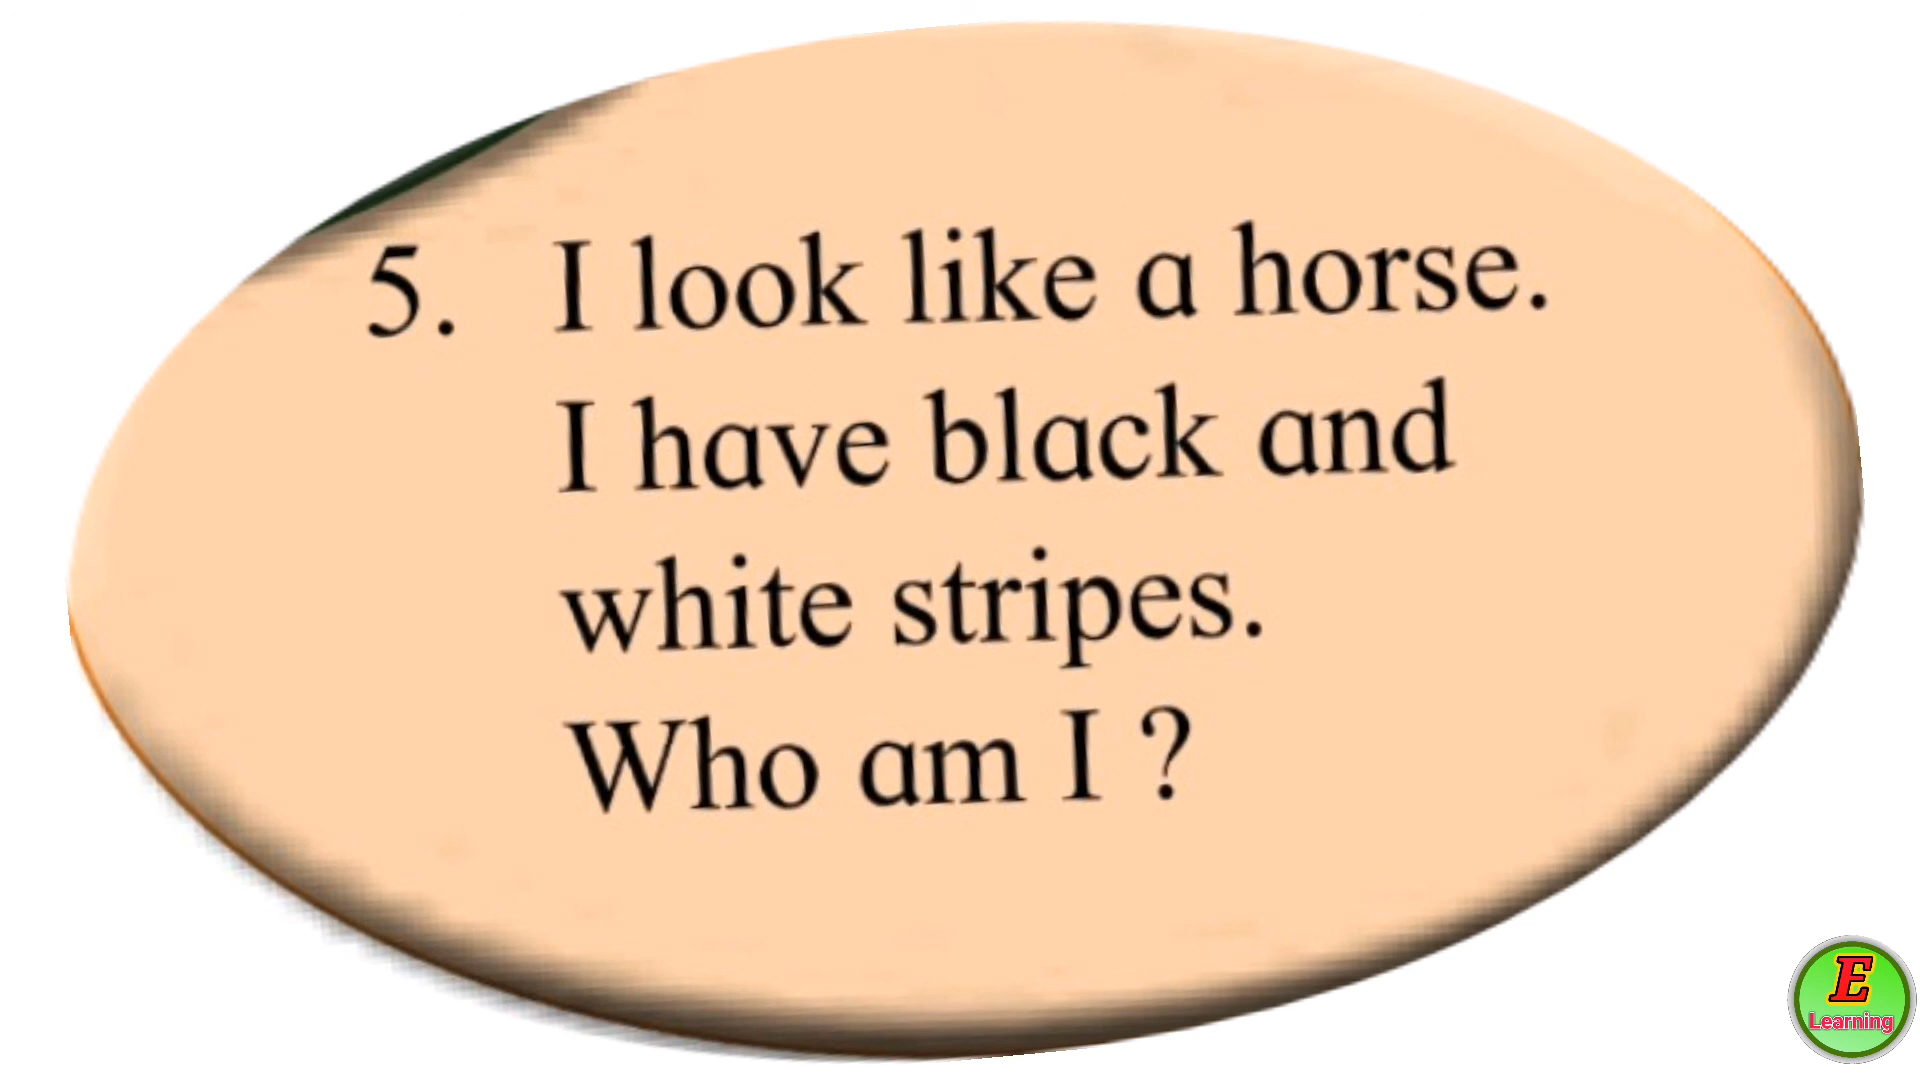 5. I look like a horse.
I have black and
white stripes.
Who am I ?
E
Learning